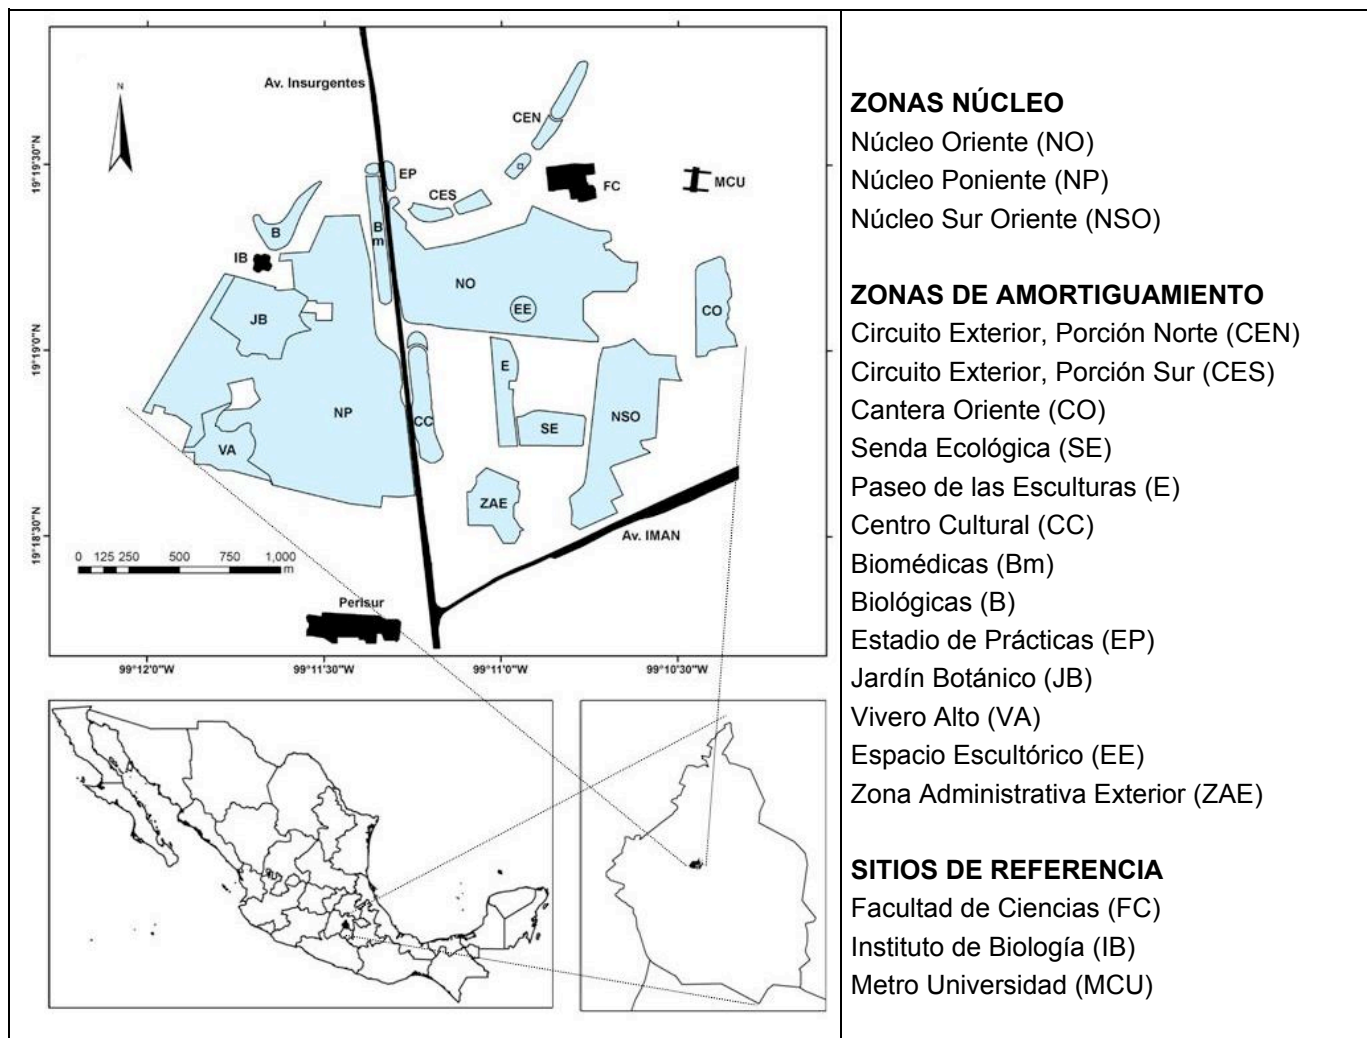 N
Av. Insurgentes
CEN
EP
CES
FC
MCU
B
Bm
IB
NO
EE
CO
JB
E
NP
CC
SE
NSO
VA
ZAE
Av. IMAN
0 125 250 500 750 1,000
m
Perisur
19°19'30"N
19°19'0"N
19°18'30"N
99°12'0"W
99°11'30"W
99°11'0"W
99°10'30"W
ZONAS NÚCLEO
Núcleo Oriente (NO)
Núcleo Poniente (NP)
Núcleo Sur Oriente (NSO)
ZONAS DE AMORTIGUAMIENTO
Circuito Exterior, Porción Norte (CEN)
Circuito Exterior, Porción Sur (CES)
Cantera Oriente (CO)
Senda Ecológica (SE)
Paseo de las Esculturas (E)
Centro Cultural (CC)
Biomédicas (Bm)
Biológicas (B)
Estadio de Prácticas (EP)
Jardín Botánico (JB)
Vivero Alto (VA)
Espacio Escultórico (EE)
Zona Administrativa Exterior (ZAE)
SITIOS DE REFERENCIA
Facultad de Ciencias (FC)
Instituto de Biología (IB)
Metro Universidad (MCU)